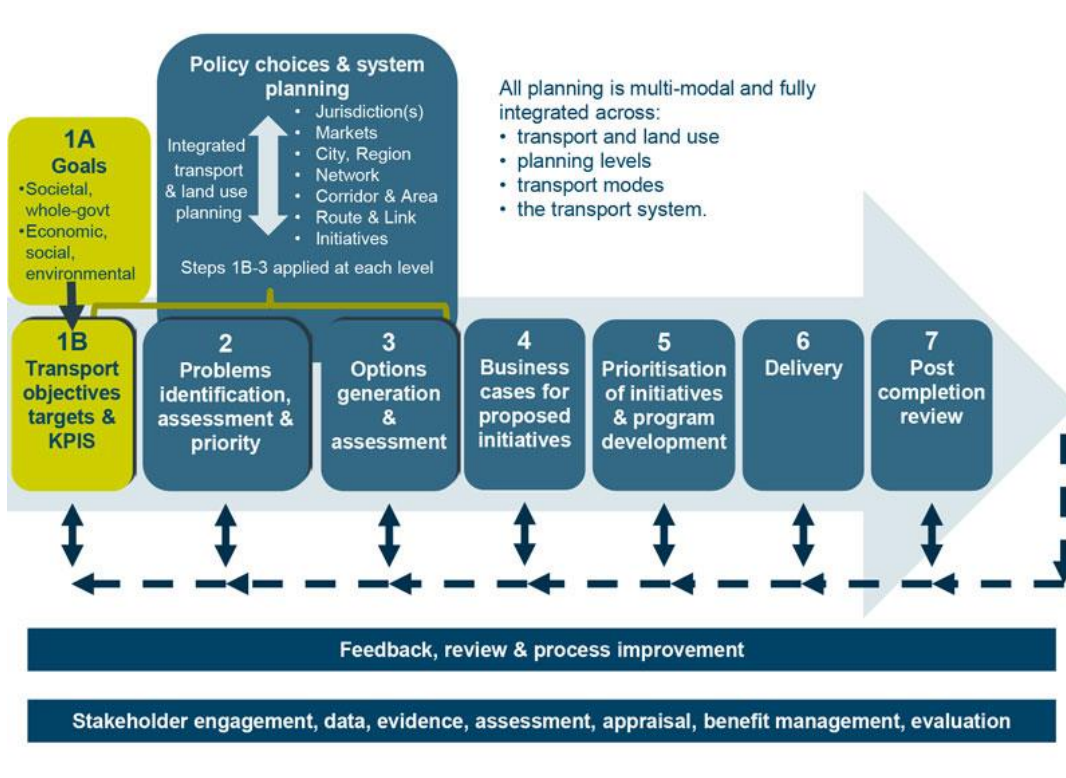 Policy choices & system
planning
• Jurisdiction(s)
• Markets
• City, Region
• Network
• Corridor & Area
• Route & Link
• Initiatives
Integrated
transport
& land use
planning
Steps 1B-3 applied at each level
All planning is multi-modal and fully
integrated across:
• transport and land use
• planning levels
• transport modes
• the transport system.
1A
Goals
•Societal,
whole-govt
•Economic,
social,
environmental
1B
Transport
objectives
targets &
KPIS
2
Problems
identification,
assessment &
priority
3
Options
generation
&
assessment
4
Business
cases for
proposed
initiatives
5
Prioritisation
of initiatives
& program
development
6
Delivery
7
Post
completion
review
Feedback, review & process improvement
Stakeholder engagement, data, evidence, assessment, appraisal, benefit management, evaluation